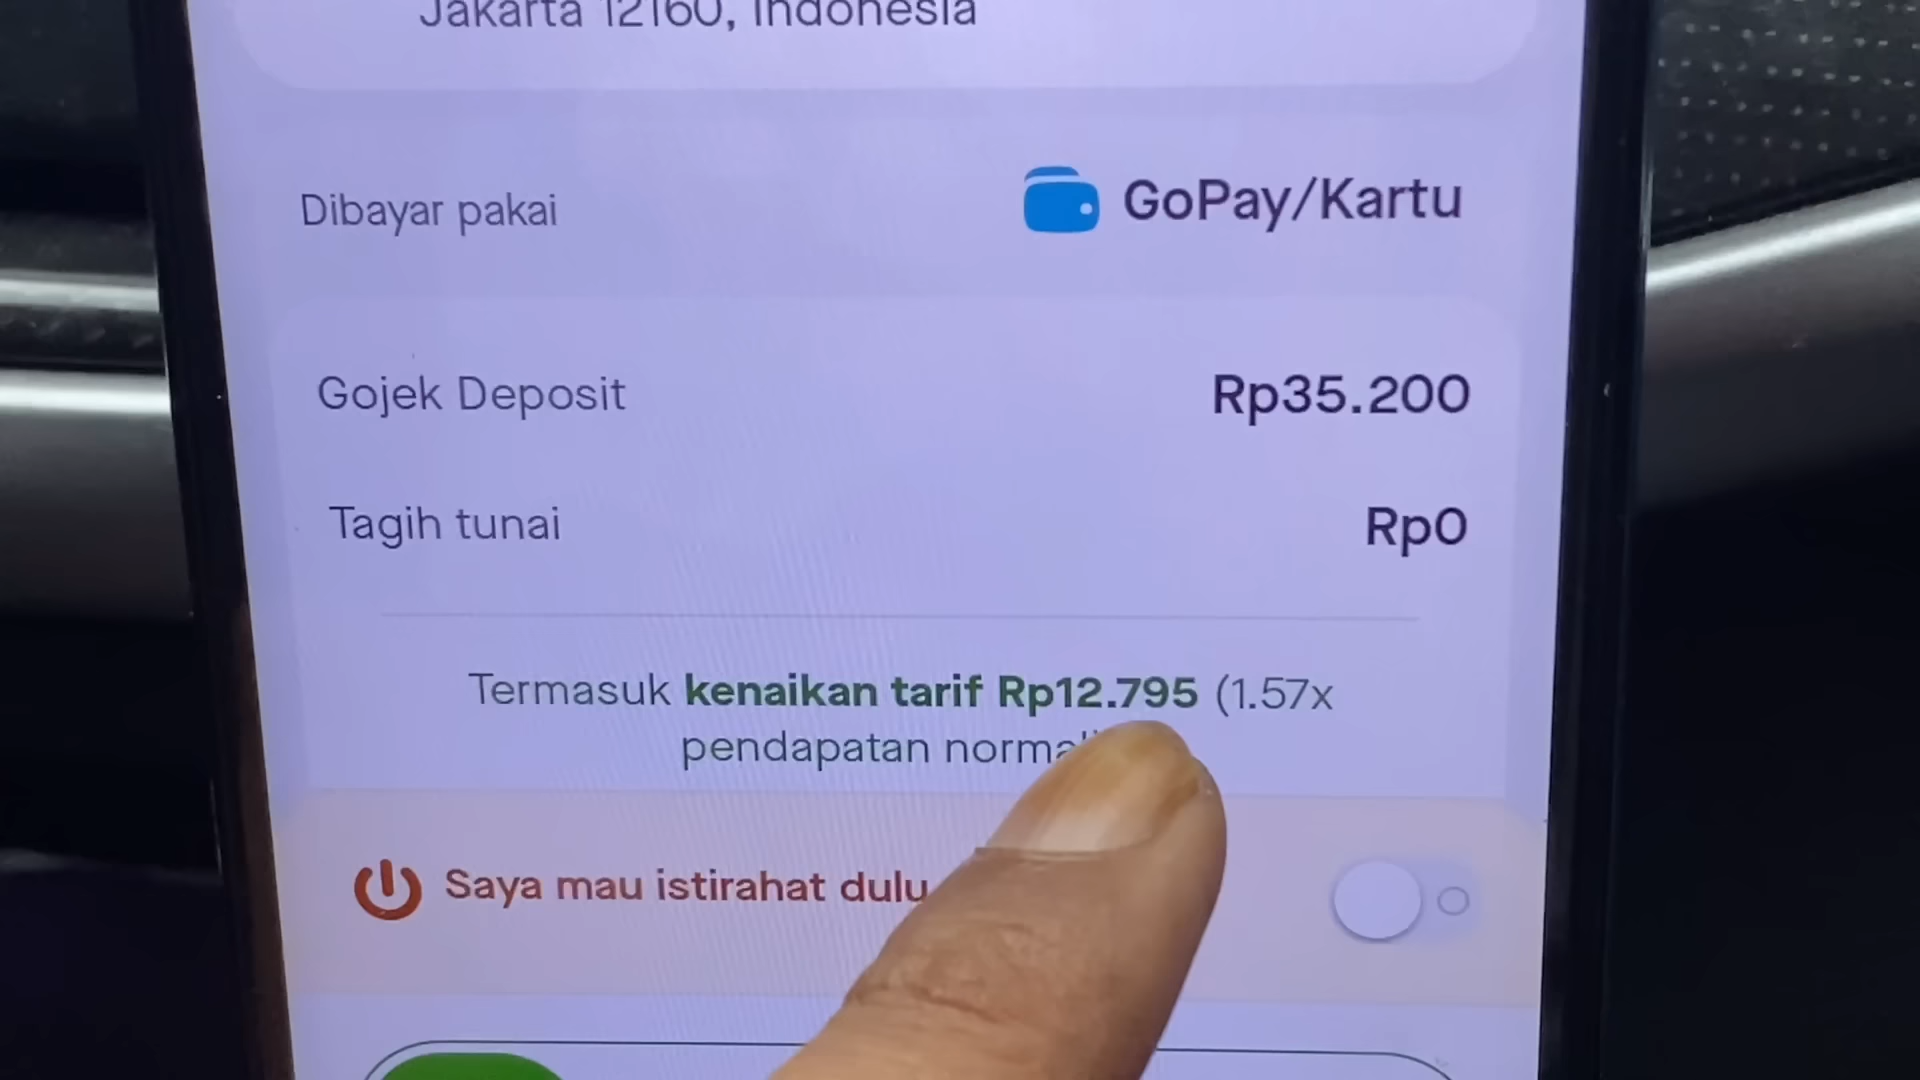 Jakarta 12160, Indonesia
Dibayar pakai
GoPay/Kartu
Gojek Deposit
Rp35.200
Tagih tunai
Rp0
Termasuk kenaikan tarif Rp12.795 (1.57x
pendapatan
Saya mau istirahat dulu